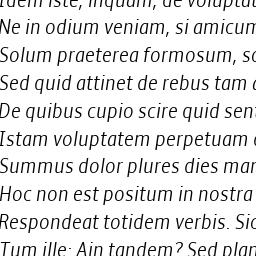 Idem iste, inquam, de voluptat
Ne in odium veniam, si amicum
Solum praeterea formosum, so
Sed quid attinet de rebus tam a
De quibus cupio scire quid sent
Istam voluptatem perpetuam
Summus dolor plures dies man
Hoc non est positum in nostra
Respondeat totidem verbis. Sic
Tum ille: Ain tandem? Sed plan